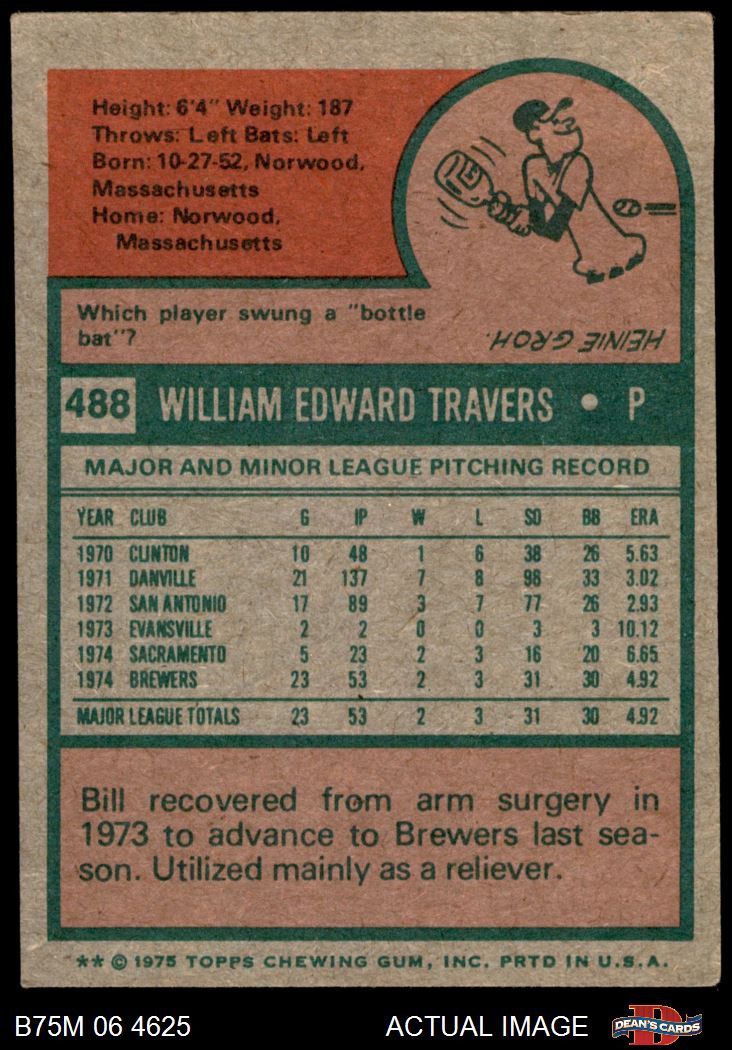 Height: 6'4" Weight: 187
Throws: Left Bats: Left
Born: 10-27-52, Norwood,
Massachusetts
Home: Norwood,
Massachusetts
Which player swung a "bottle
bat"?
HEINIE GROH.
488 WILLIAM EDWARD TRAVERS • P
MAJOR AND MINOR LEAGUE PITCHING RECORD
YEAR CLUB G IP W L SO BB ERA
1970 CLINTON 10 48 1 6 38 26 5.63
1971 DANVILLE 21 137 7 8 98 33 3.02
1972 SAN ANTONIO 17 89 3 7 77 26 2.93
1973 EVANSVILLE 2 2 0 0 3 3 10.12
1974 SACRAMENTO 5 23 2 3 16 20 6.65
1974 BREWERS 23 53 2 3 31 30 4.92
MAJOR LEAGUE TOTALS 23 53 2 3 31 30 4.92
Bill recovered from arm surgery in
1973 to advance to Brewers last sea-
son. Utilized mainly as a reliever.
** © 1975 TOPPS CHEWING GUM, INC. PRTD IN U.S.A.
B75M 06 4625 ACTUAL IMAGE D DEAN'S CARDS